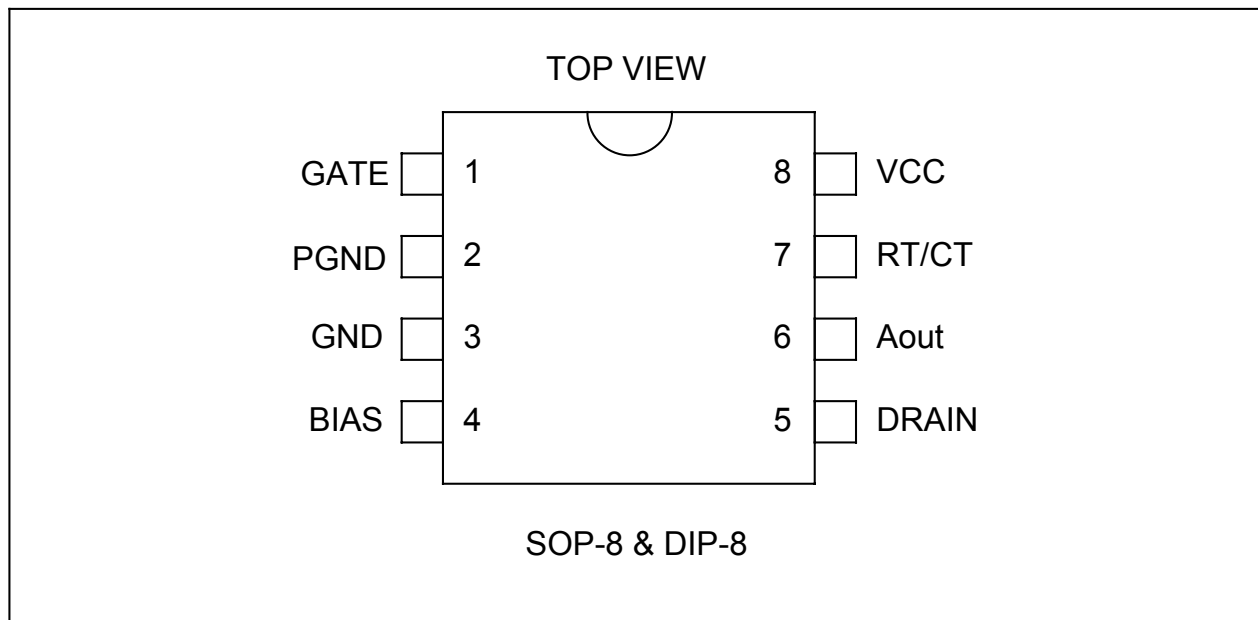 TOP VIEW
GATE 1 8 VCC
PGND 2 7 RT/CT
GND 3 6 Aout
BIAS 4 5 DRAIN
SOP-8 & DIP-8